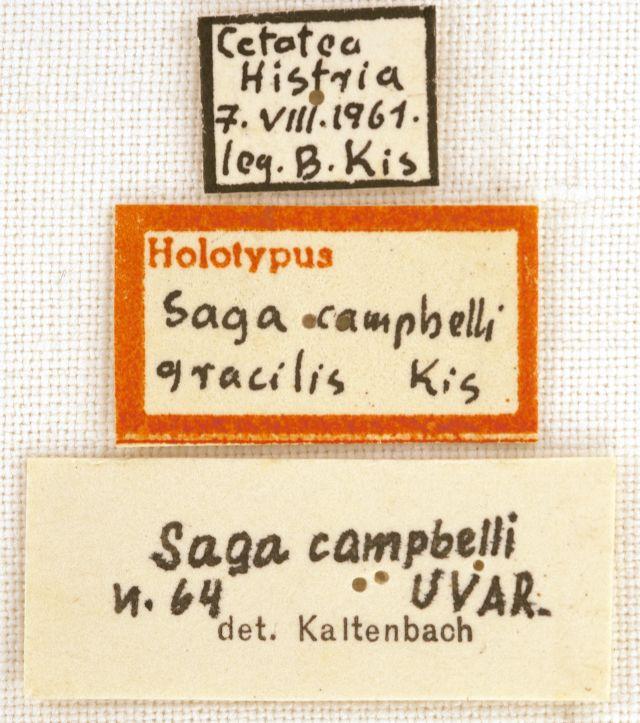 Cetatea
Histria
7. VIII. 1961.
leg. B. Kis
Holotypus
Saga campbelli
gracilis Kis
Saga campbelli
n. 64 UVAR.
det. Kaltenbach